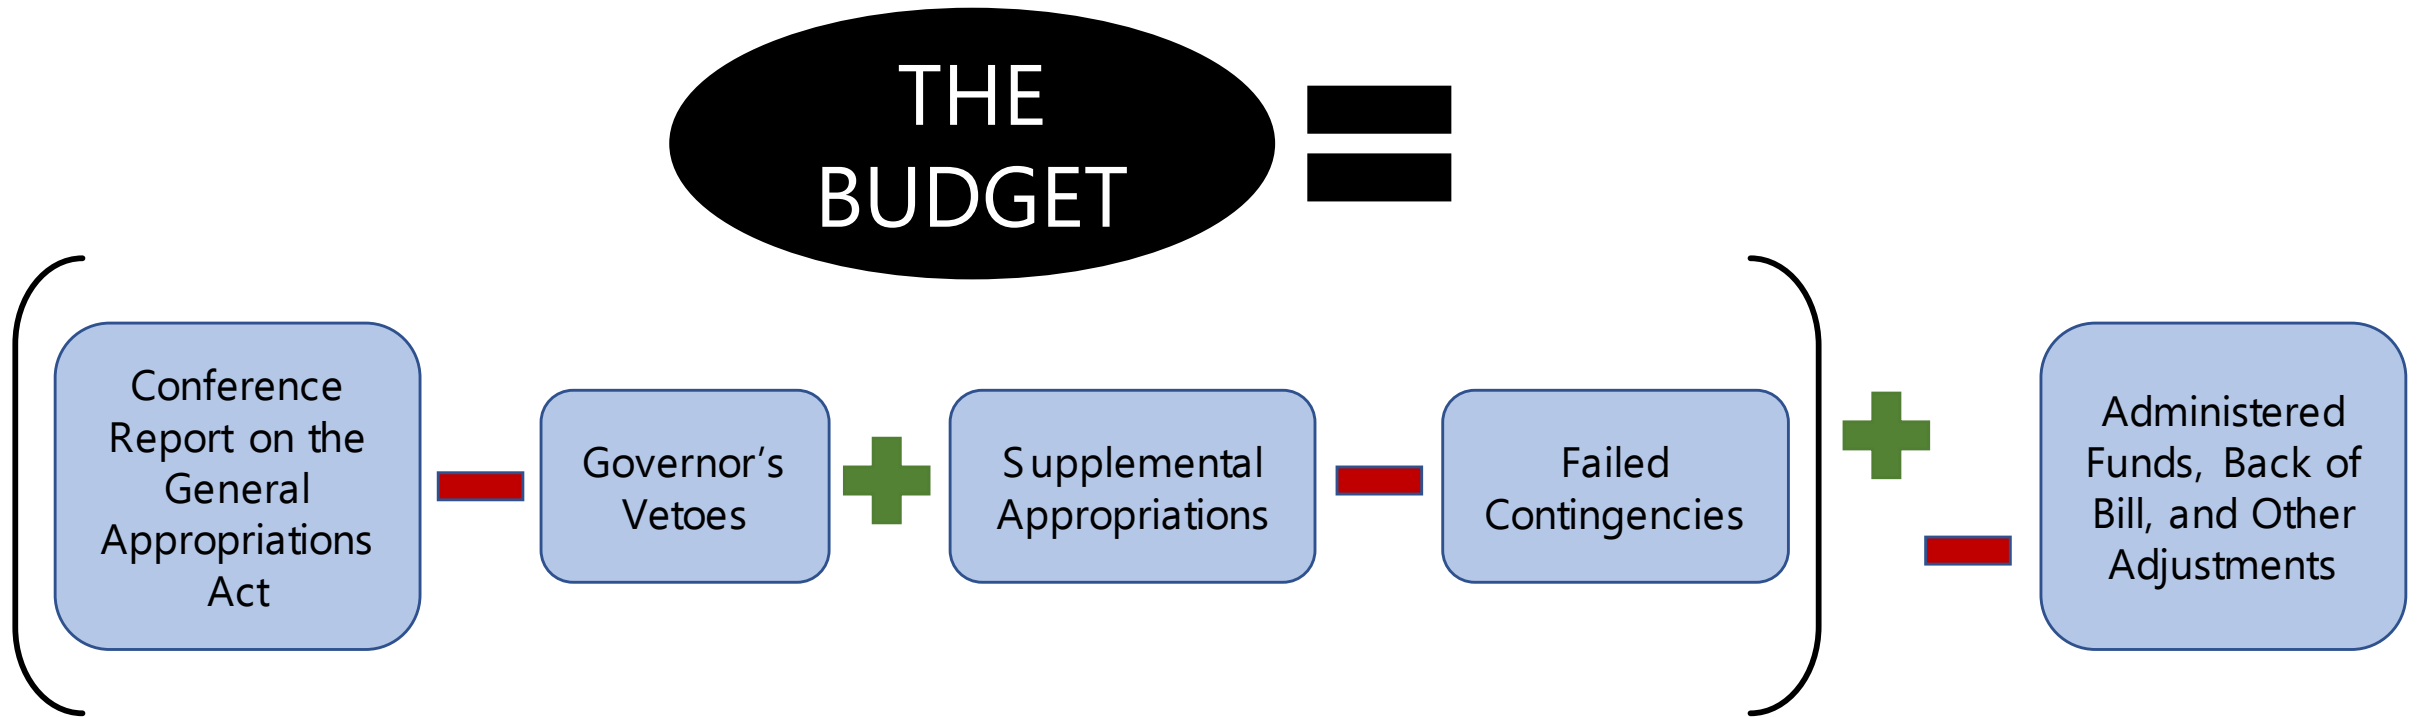 THE
BUDGET
Conference
Report on the
General
Appropriations
Act
Governor’s
Vetoes
Supplemental
Appropriations
Failed
Contingencies
Administered
Funds, Back of
Bill, and Other
Adjustments